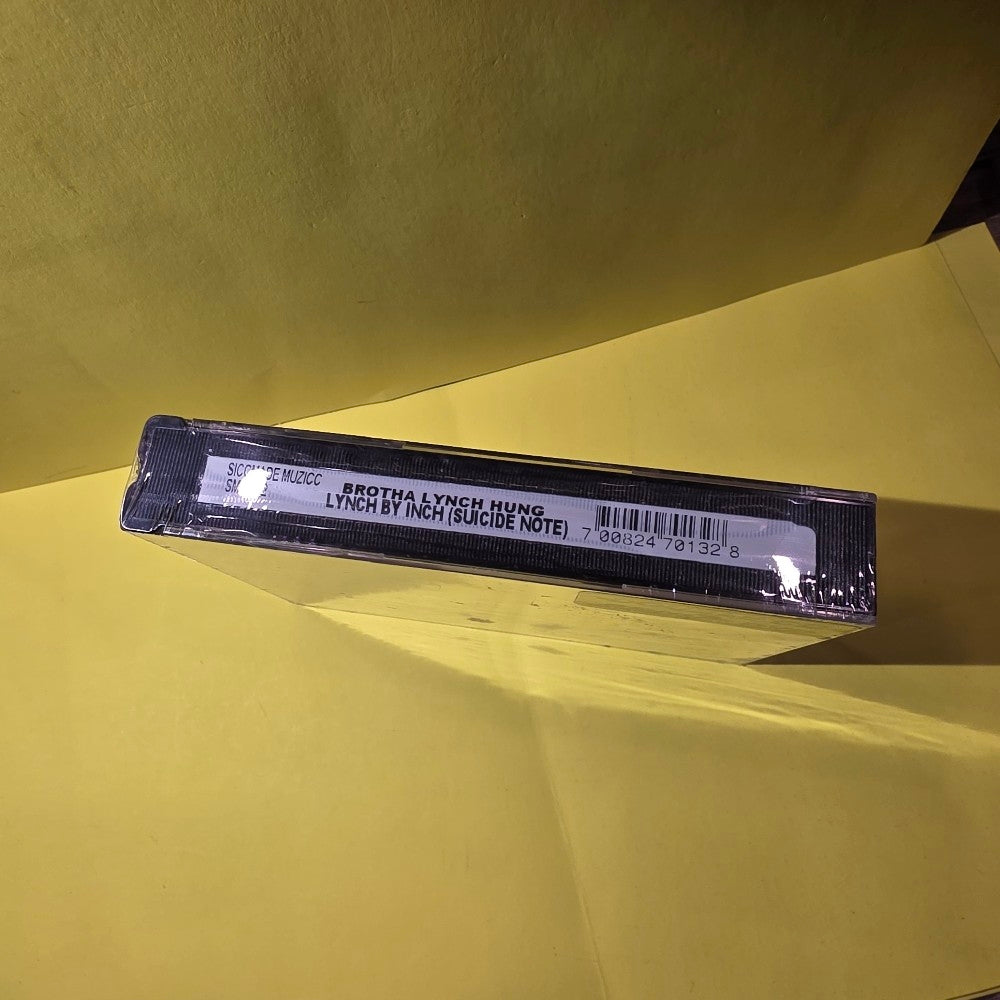 SICCMADE MUZICC
BROTHA LYNCH HUNG
LYNCH BY INCH (SUICIDE NOTE)
7 00824 70132 8